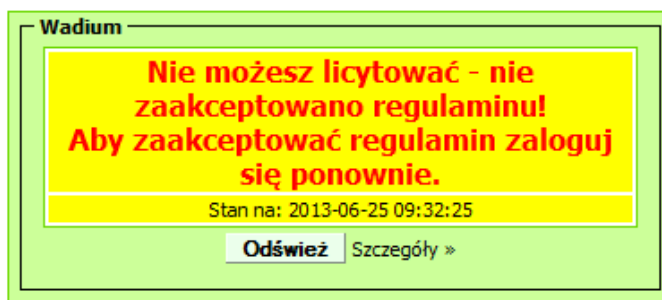 Wadium
Nie możesz licytować - nie
zaakceptowano regulaminu!
Aby zaakceptować regulamin zaloguj
się ponownie.
Stan na: 2013-06-25 09:32:25
Odśwież Szczegóły »